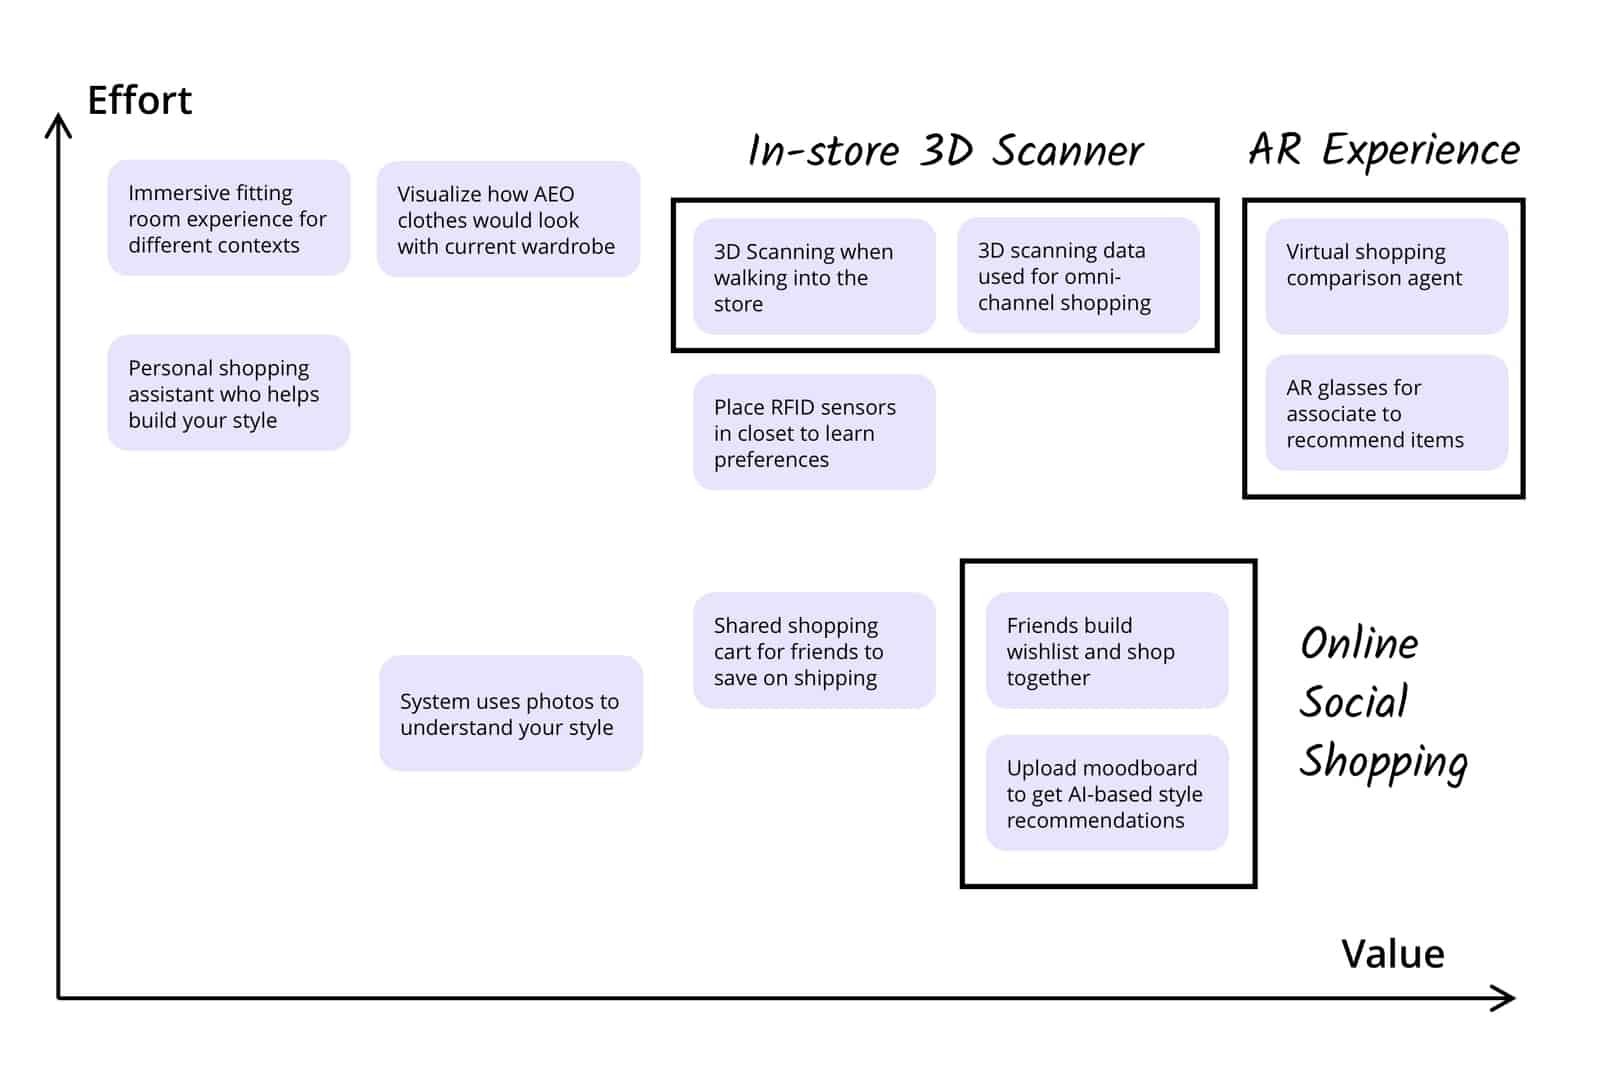 Effort
In-store 3D Scanner
AR Experience
Immersive fitting
room experience for
different contexts
Visualize how AEO
clothes would look
with current wardrobe
3D Scanning when
walking into the
store
3D scanning data
used for omni-
channel shopping
Virtual shopping
comparison agent
Personal shopping
assistant who helps
build your style
Place RFID sensors
in closet to learn
preferences
AR glasses for
associate to
recommend items
System uses photos to
understand your style
Shared shopping
cart for friends to
save on shipping
Friends build
wishlist and shop
together
Upload moodboard
to get AI-based style
recommendations
Online
Social
Shopping
Value